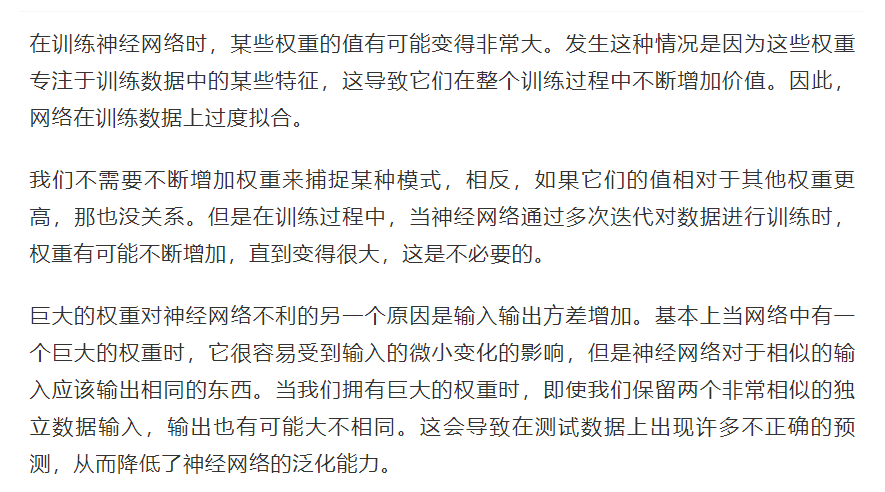 在训练神经网络时，某些权重的值有可能变得非常大。发生这种情况是因为这些权重
专注于训练数据中的某些特征，这导致它们在整个训练过程中不断增加价值。因此，
网络在训练数据上过度拟合。
我们不需要不断增加权重来捕捉某种模式，相反，如果它们的值相对于其他权重更
高，那也没关系。但是在训练过程中，当神经网络通过多次迭代对数据进行训练时，
权重有可能不断增加，直到变得很大，这是不必要的。
巨大的权重对神经网络不利的另一个原因是输入输出方差增加。基本上当网络中有一
个巨大的权重时，它很容易受到输入的微小变化的影响，但是神经网络对于相似的输
入应该输出相同的东西。当我们拥有巨大的权重时，即使我们保留两个非常相似的独
立数据输入，输出也有可能大不相同。这会导致在测试数据上出现许多不正确的预
测，从而降低了神经网络的泛化能力。